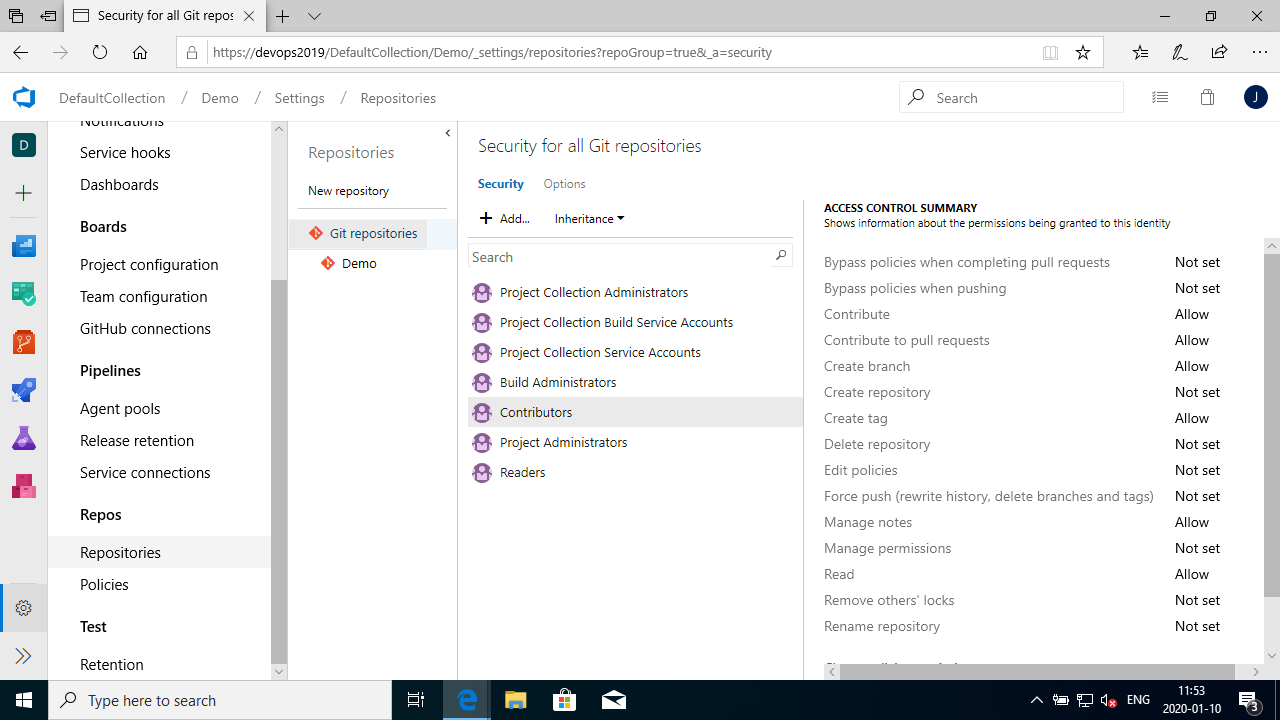 Security for all Git repos
https://devops2019/DefaultCollection/Demo/_settings/repositories?repoGroup=true&_a=security
DefaultCollection / Demo / Settings / Repositories
Search
J
D
Notifications
Service hooks
Dashboards
Boards
Project configuration
Team configuration
GitHub connections
Pipelines
Agent pools
Release retention
Service connections
Repos
Repositories
Policies
Test
Retention
Repositories
New repository
Git repositories
Demo
Security for all Git repositories
Security Options
Add... Inheritance
Search
Project Collection Administrators
Project Collection Build Service Accounts
Project Collection Service Accounts
Build Administrators
Contributors
Project Administrators
Readers
ACCESS CONTROL SUMMARY
Shows information about the permissions being granted to this identity
Bypass policies when completing pull requests Not set
Bypass policies when pushing Not set
Contribute Allow
Contribute to pull requests Allow
Create branch Allow
Create repository Not set
Create tag Allow
Delete repository Not set
Edit policies Not set
Force push (rewrite history, delete branches and tags) Not set
Manage notes Allow
Manage permissions Not set
Read Allow
Remove others' locks Not set
Rename repository Not set
Type here to search
ENG
11:53
2020-01-10
3